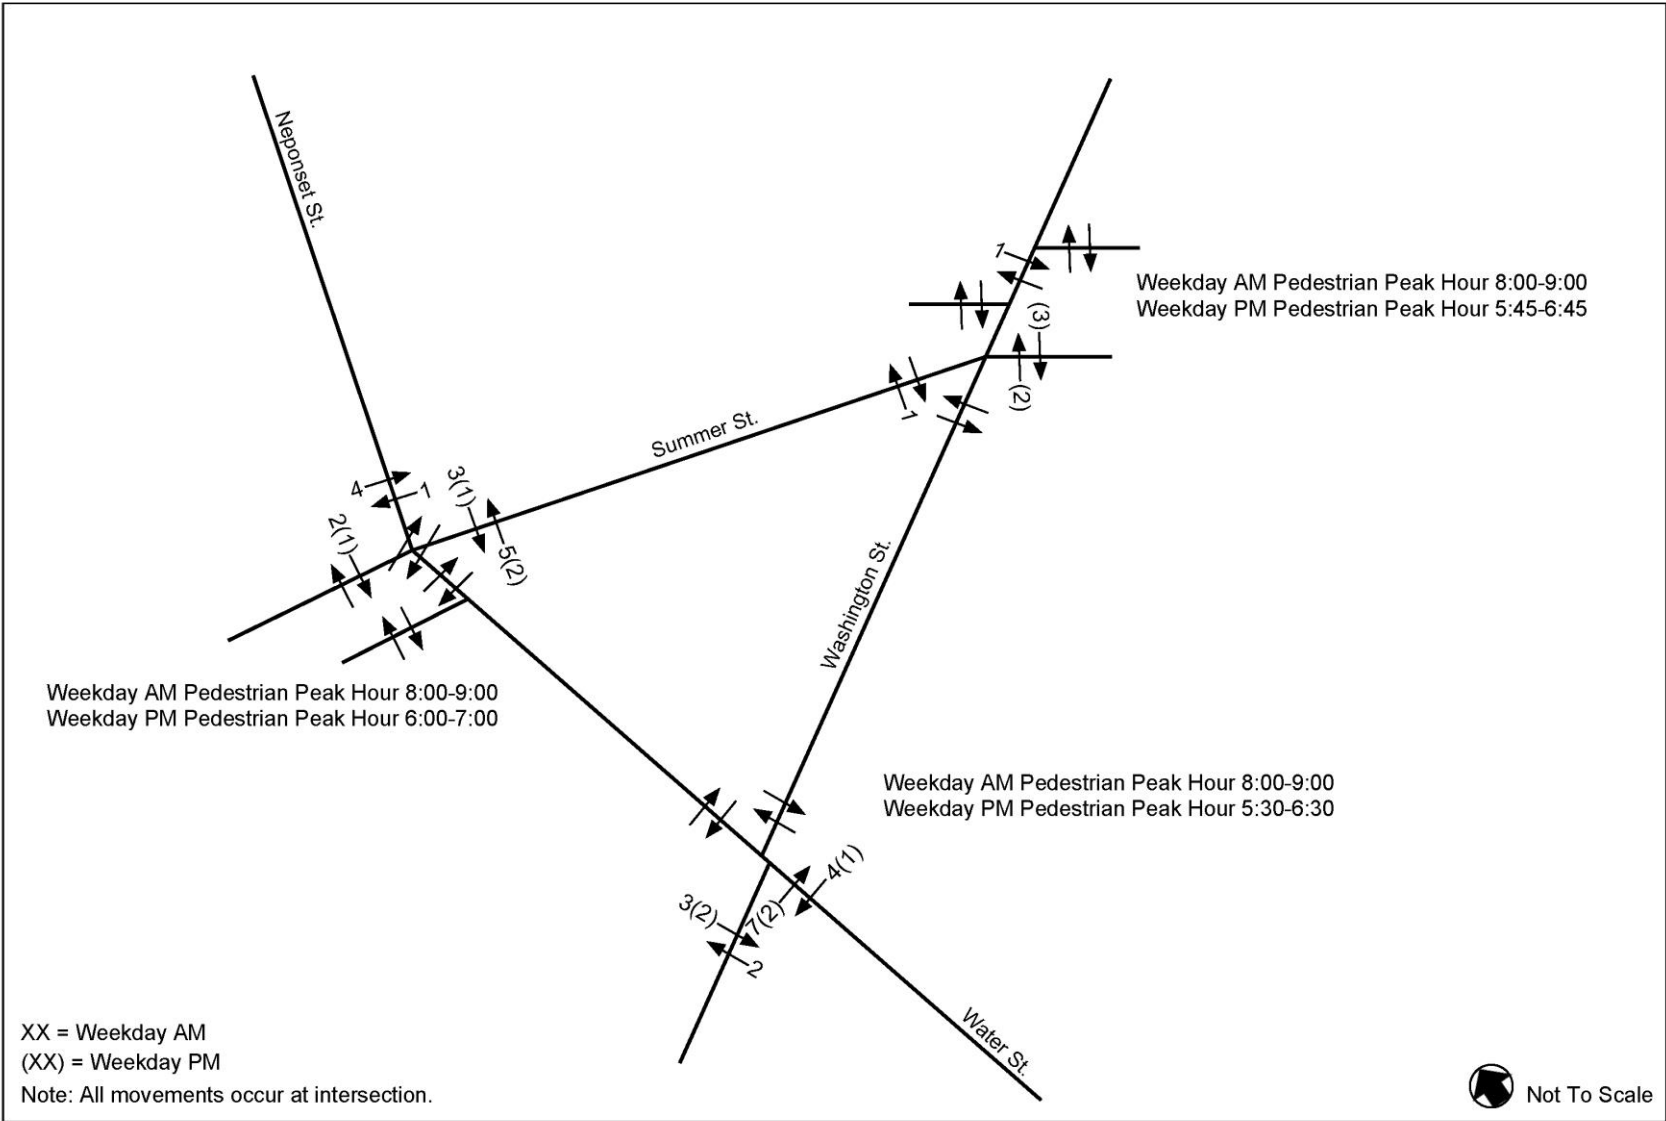 Neponset St.
1
Weekday AM Pedestrian Peak Hour 8:00-9:00
Weekday PM Pedestrian Peak Hour 5:45-6:45
(3)
(2)
1
Summer St.
4
1
3(1)
2(1)
5(2)
Washington St.
Weekday AM Pedestrian Peak Hour 8:00-9:00
Weekday PM Pedestrian Peak Hour 6:00-7:00
Weekday AM Pedestrian Peak Hour 8:00-9:00
Weekday PM Pedestrian Peak Hour 5:30-6:30
4(1)
3(2)
7(2)
2
Water St.
XX = Weekday AM
(XX) = Weekday PM
Note: All movements occur at intersection.
Not To Scale